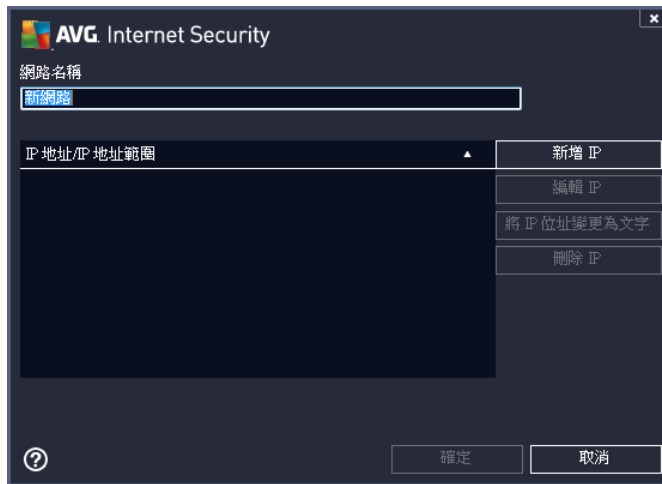 AVG. Internet Security
網路名稱
新網路
IP 地址/IP 地址範圍
新增 IP
編輯 IP
將 IP 位址變更為文字
刪除 IP
確定
取消